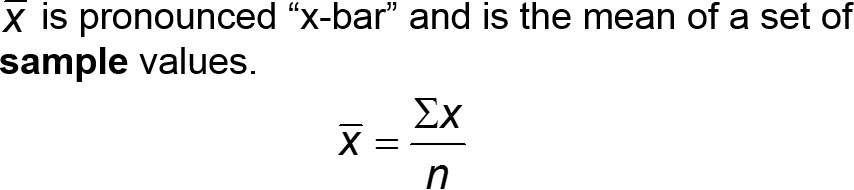 x̅ is pronounced “x-bar” and is the mean of a set of
sample values.
x̅ = Σx / n